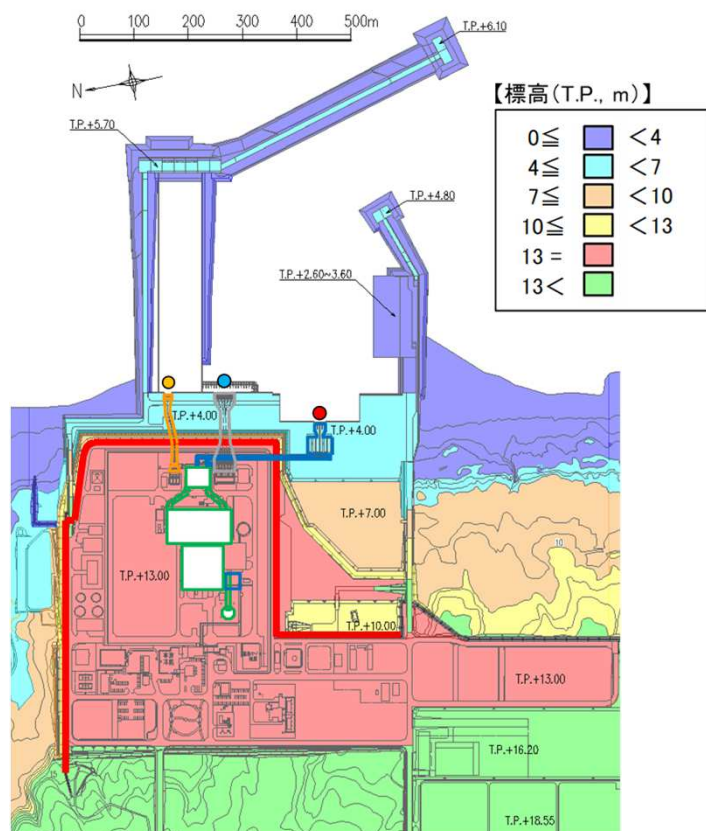 0 100 200 300 400 500m
T.P.+6.10
N
【標高(T.P., m)】
0≦ <4
4≦ <7
7≦ <10
10≦ <13
13 =
13<
T.P.+5.70
T.P.+4.80
T.P.+2.60~3.60
T.P.+4.00
T.P.+4.00
T.P.+7.00
10
T.P.+13.00
T.P.+10.00
T.P.+13.00
T.P.+16.20
T.P.+18.55